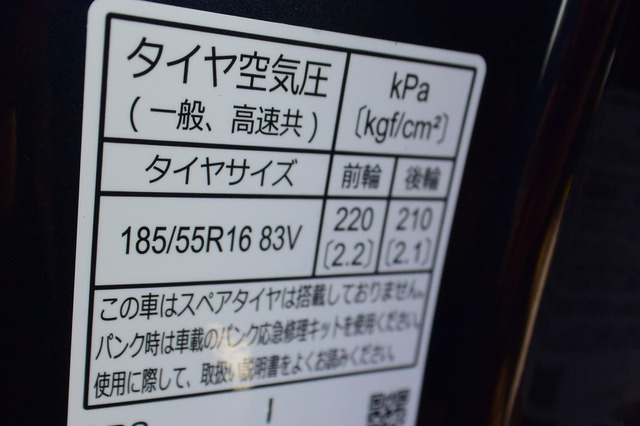 タイヤ空気圧
(一般、高速共)
kPa
〔kgf/cm²〕
タイヤサイズ
前輪
後輪
185/55R16 83V
220
〔2.2〕
210
〔2.1〕
この車はスペアタイヤは搭載しておりません。
パンク時は車載のパンク応急修理キットを使用ください。
使用に際して、取扱い説明書をよくお読みください。